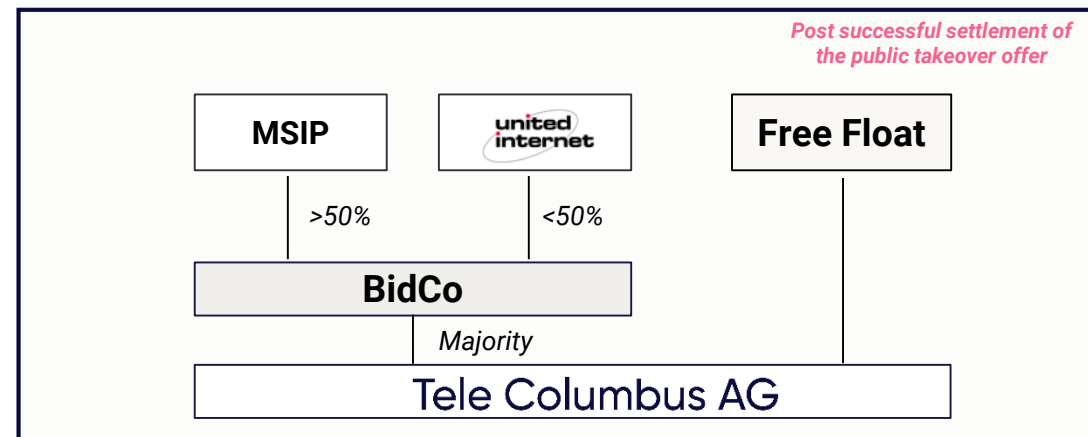 Post successful settlement of
the public takeover offer
MSIP
united
internet
Free Float
>50%
<50%
BidCo
Majority
Tele Columbus AG